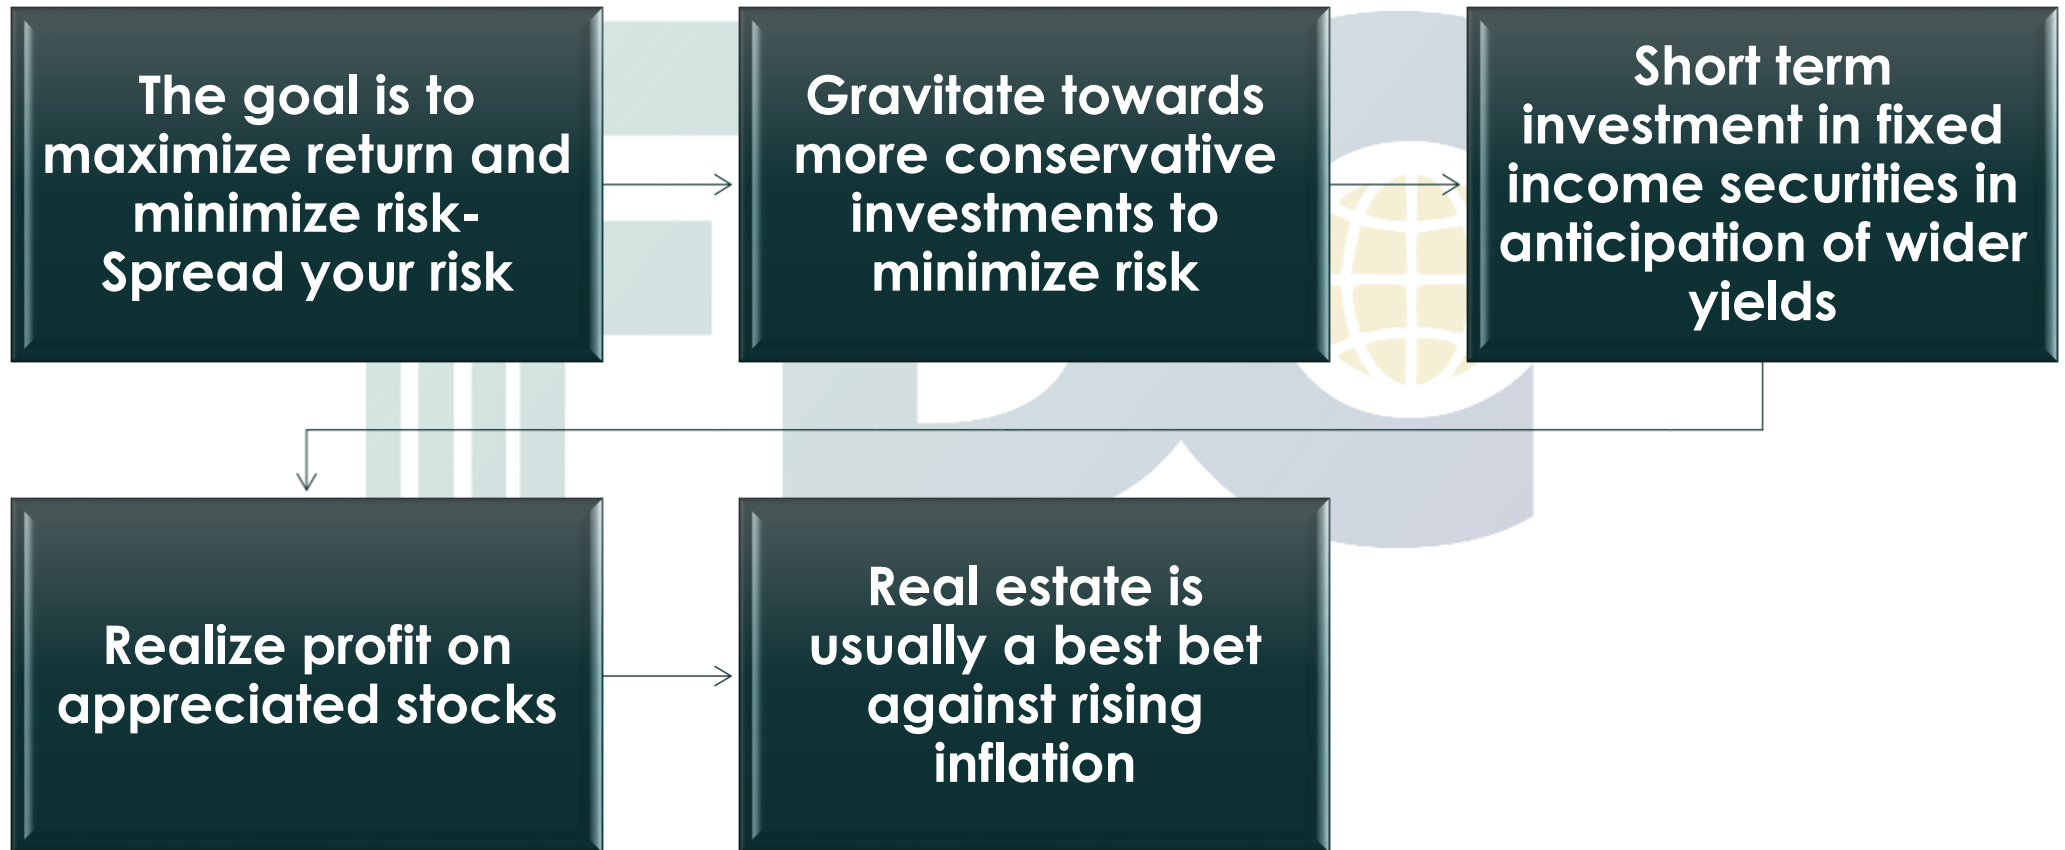 The goal is to
maximize return and
minimize risk-
Spread your risk
Gravitate towards
more conservative
investments to
minimize risk
Short term
investment in fixed
income securities in
anticipation of wider
yields
Realize profit on
appreciated stocks
Real estate is
usually a best bet
against rising
inflation